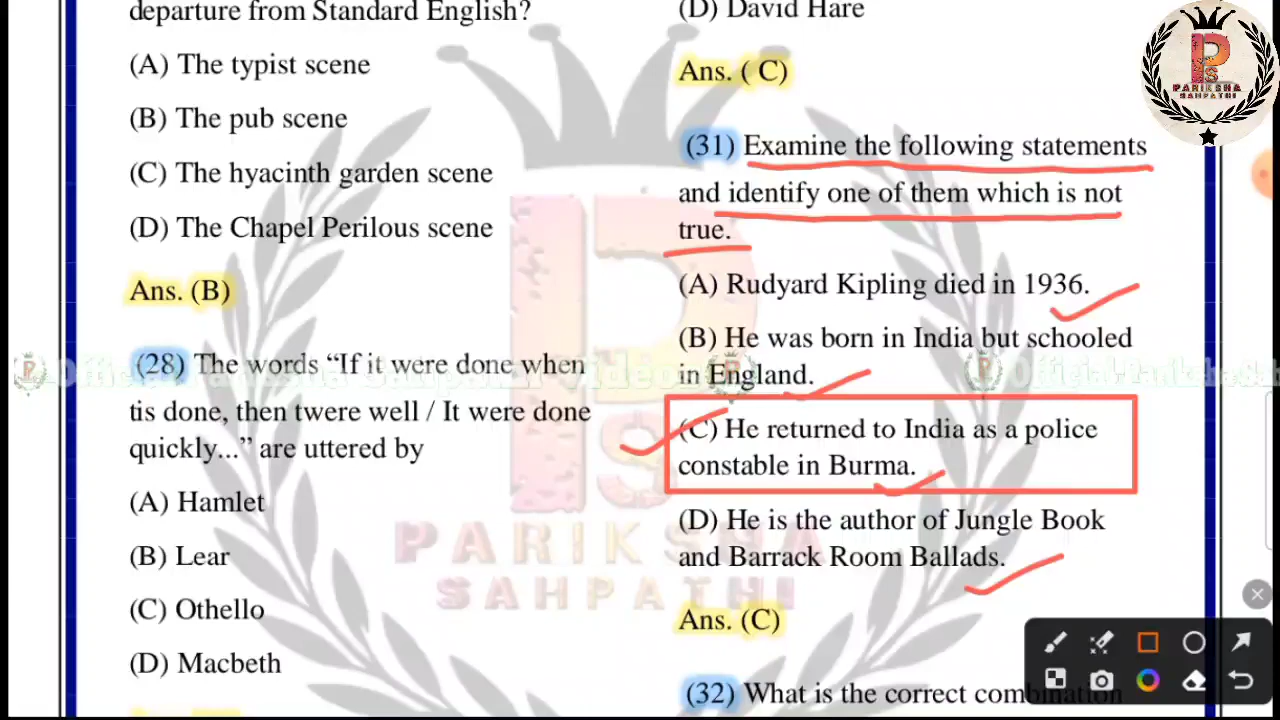 departure from Standard English?
(A) The typist scene
(B) The pub scene
(C) The hyacinth garden scene
(D) The Chapel Perilous scene
Ans. (B)
(28) The words “If it were done when
tis done, then twere well / It were done
quickly...” are uttered by
(A) Hamlet
(B) Lear
(C) Othello
(D) Macbeth
(D) David Hare
Ans. ( C)
(31) Examine the following statements
and identify one of them which is not
true.
(A) Rudyard Kipling died in 1936.
(B) He was born in India but schooled
in England.
(C) He returned to India as a police
constable in Burma.
(D) He is the author of Jungle Book
and Barrack Room Ballads.
Ans. (C)
(32) What is the correct combination
PARIKSHA
SAHPATHI
PS
PARIKSHA
SAHPATHI